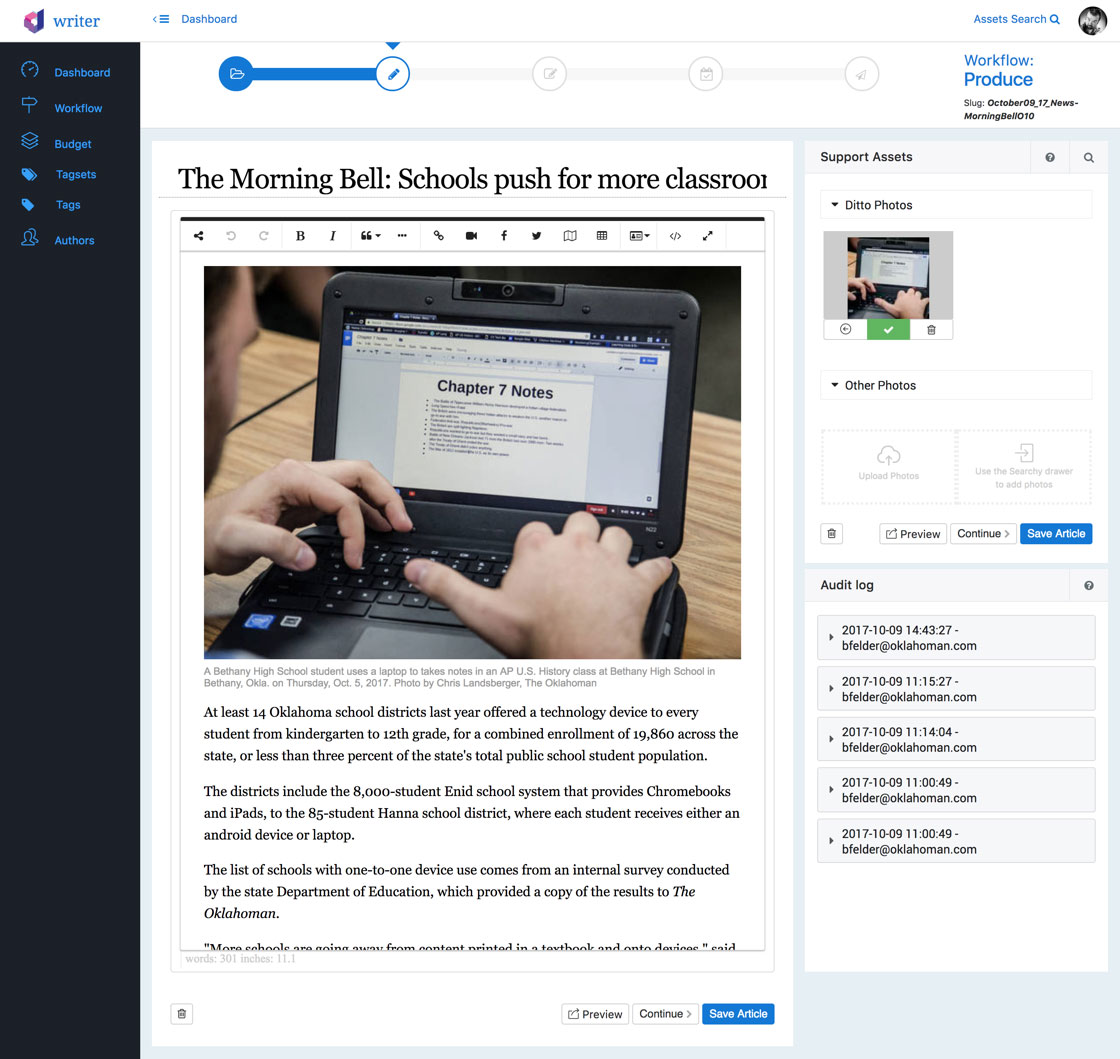 writer
Dashboard
Assets Search
Dashboard
Workflow
Budget
Tagsets
Tags
Authors
Workflow:
Produce
Slug: October09_17_News-
MorningBellO10
The Morning Bell: Schools push for more classroor
B I
Chapter 7 Notes
N22
A Bethany High School student uses a laptop to takes notes in an AP U.S. History class at Bethany High School in
Bethany, Okla. on Thursday, Oct. 5, 2017. Photo by Chris Landsberger, The Oklahoman
At least 14 Oklahoma school districts last year offered a technology device to every
student from kindergarten to 12th grade, for a combined enrollment of 19,860 across the
state, or less than three percent of the state's total public school student population.
The districts include the 8,000-student Enid school system that provides Chromebooks
and iPads, to the 85-student Hanna school district, where each student receives either an
android device or laptop.
The list of schools with one-to-one device use comes from an internal survey conducted
by the state Department of Education, which provided a copy of the results to The
Oklahoman.
"More schools are going away from content printed in a textbook and onto devices," said
words: 301 inches: 11.1
Preview
Continue
Save Article
Support Assets
Ditto Photos
Chapter 7 Notes
Other Photos
Upload Photos
Use the Searchy drawer
to add photos
Preview
Continue
Save Article
Audit log
2017-10-09 14:43:27 -
bfelder@oklahoman.com
2017-10-09 11:15:27 -
bfelder@oklahoman.com
2017-10-09 11:14:04 -
bfelder@oklahoman.com
2017-10-09 11:00:49 -
bfelder@oklahoman.com
2017-10-09 11:00:49 -
bfelder@oklahoman.com